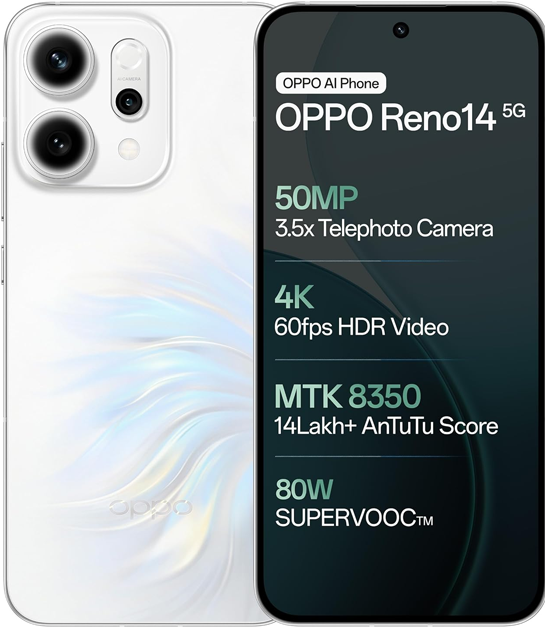 OPPO AI Phone
OPPO Reno14 5G
50MP
3.5x Telephoto Camera
4K
60fps HDR Video
MTK 8350
14Lakh+ AnTuTu Score
80W
SUPERVOOC™
oppo